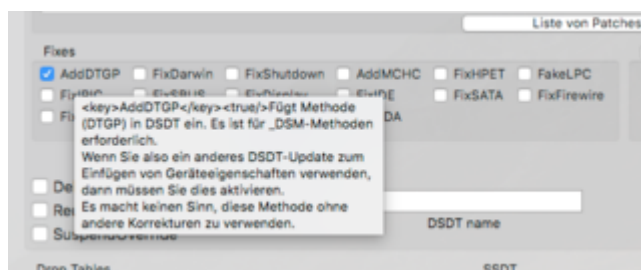 Liste von Patches
Fixes
AddDTGP FixDarwin FixShutdown AddMCHC FixHPET FakeLPC
FixSATA FixFirewire
<key>AddDTGP</key><true/>Fügt Methode
(DTGP) in DSDT ein. Es ist für _DSM-Methoden
erforderlich.
Wenn Sie also ein anderes DSDT-Update zum
Einfügen von Geräteeigenschaften verwenden,
dann müssen Sie dies aktivieren.
Es macht keinen Sinn, diese Methode ohne
andere Korrekturen zu verwenden.
DSDT name
SuspendOverride
Drop Tables SSDT